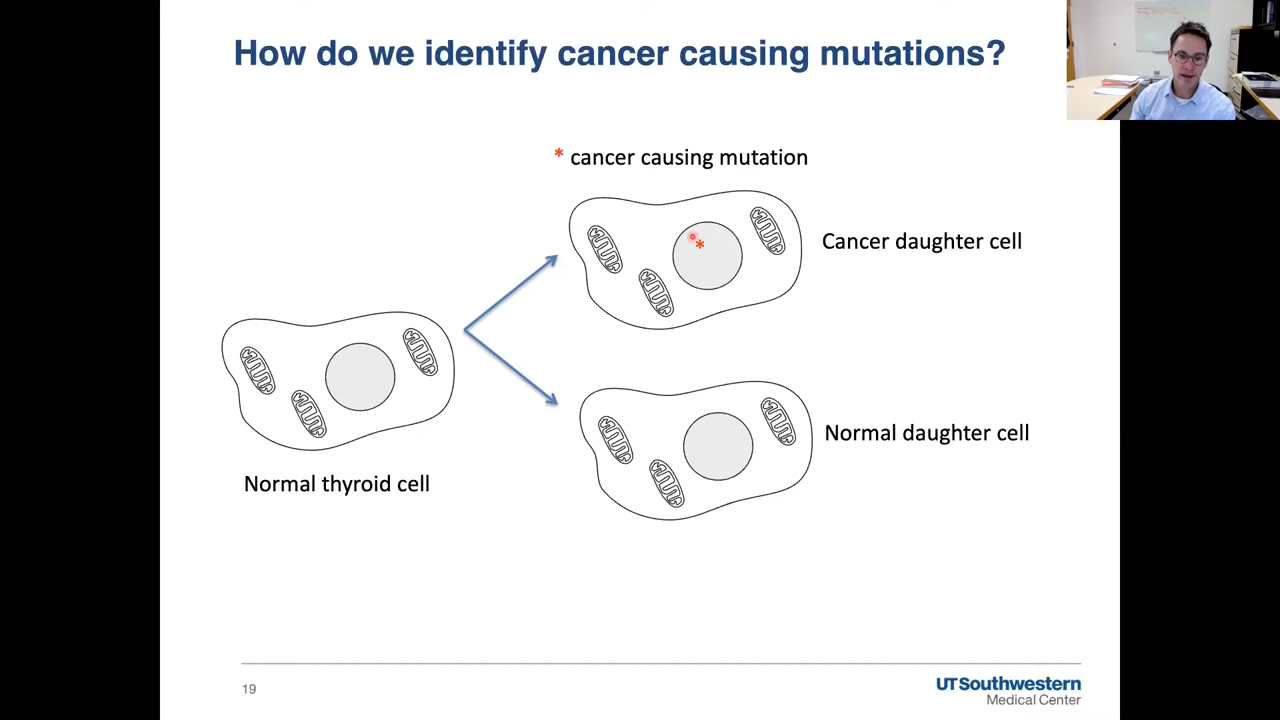 How do we identify cancer causing mutations?
* cancer causing mutation
Cancer daughter cell
Normal daughter cell
Normal thyroid cell
19
UTSouthwestern
Medical Center